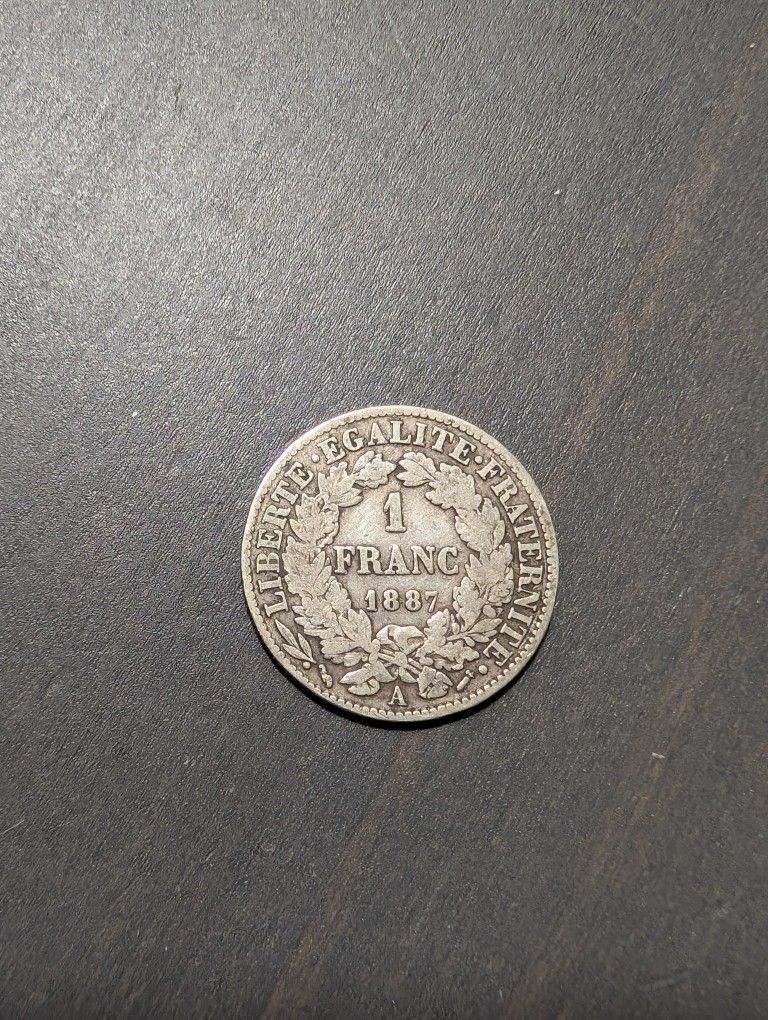 LIBERTE · EGALITE · FRATERNITE ·
1
FRANC
1887
A